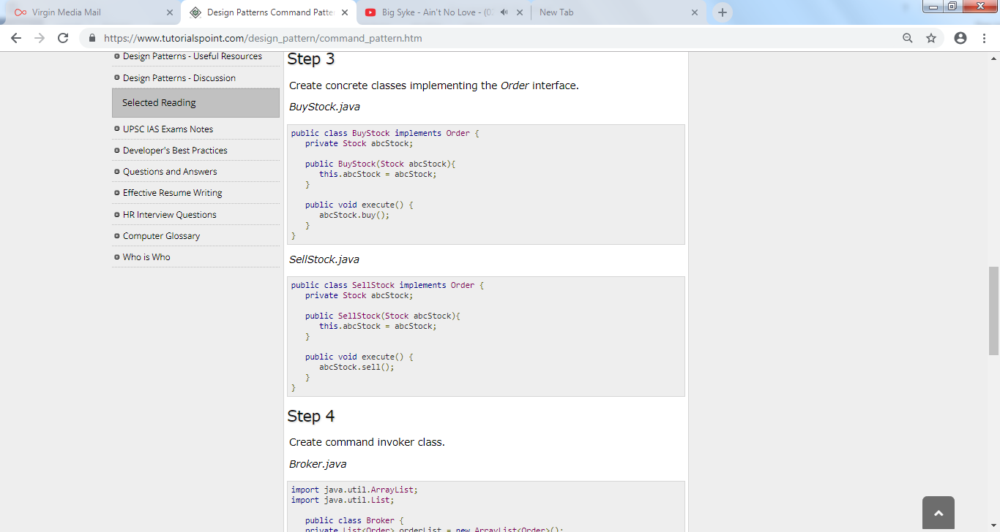 Virgin Media Mail
Design Patterns Command Patter
Big Syke - Ain't No Love - (02
New Tab
https://www.tutorialspoint.com/design_pattern/command_pattern.htm
Design Patterns - Useful Resources
Design Patterns - Discussion
Selected Reading
UPSC IAS Exams Notes
Developer's Best Practices
Questions and Answers
Effective Resume Writing
HR Interview Questions
Computer Glossary
Who is Who
Step 3
Create concrete classes implementing the Order interface.
BuyStock.java
public class BuyStock implements Order {
   private Stock abcStock;

   public BuyStock(Stock abcStock){
      this.abcStock = abcStock;
   }

   public void execute() {
      abcStock.buy();
   }
}
SellStock.java
public class SellStock implements Order {
   private Stock abcStock;

   public SellStock(Stock abcStock){
      this.abcStock = abcStock;
   }

   public void execute() {
      abcStock.sell();
   }
}
Step 4
Create command invoker class.
Broker.java
import java.util.ArrayList;
import java.util.List;

   public class Broker {
   private List<Order> orderList = new ArrayList<Order>();